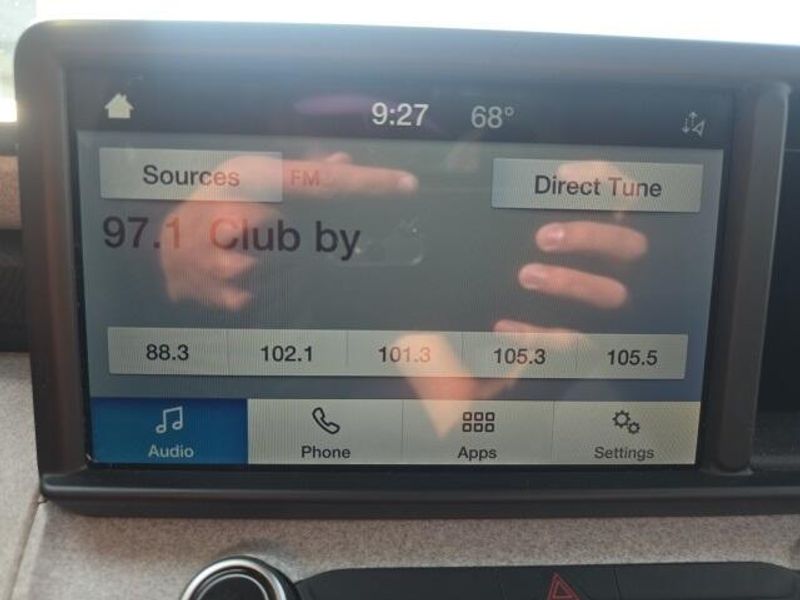 9:27 68°
Sources FM Direct Tune
97.1 Club by
88.3 102.1 101.3 105.3 105.5
Audio Phone Apps Settings